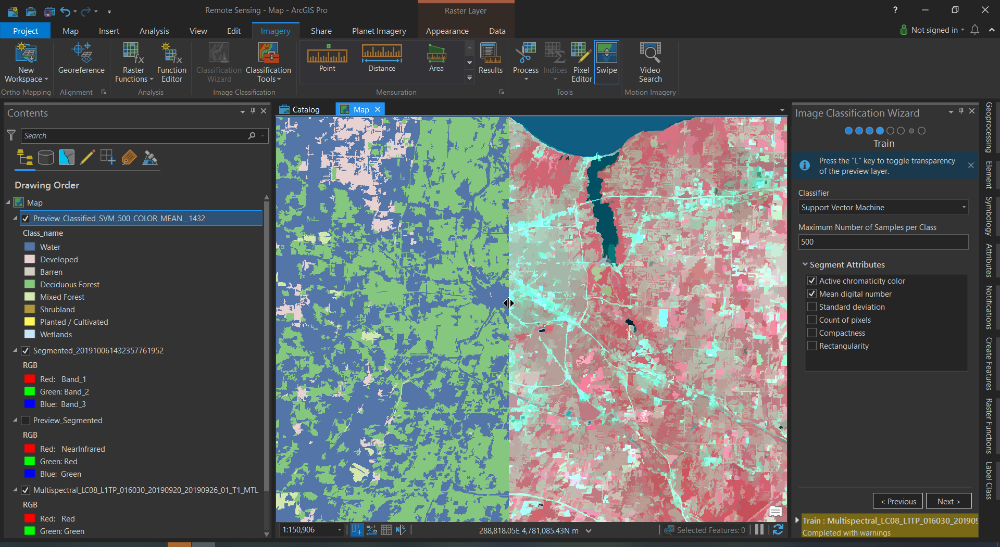 Remote Sensing - Map - ArcGIS Pro
Raster Layer
?
Project
Map
Insert
Analysis
View
Edit
Imagery
Share
Planet Imagery
Appearance
Data
Not signed in
New Workspace
Georeference
Raster Functions
Function Editor
Classification Wizard
Classification Tools
Point
Distance
Area
Results
Process
Indices
Pixel Editor
Swipe
Video Search
Ortho Mapping
Alignment
Analysis
Image Classification
Mensuration
Tools
Motion Imagery
Contents
Search
Drawing Order
Map
Preview_Classified_SVM_500_COLOR_MEAN__1432
Class_name
Water
Developed
Barren
Deciduous Forest
Mixed Forest
Shrubland
Planted / Cultivated
Wetlands
Segmented_201910061432357761952
RGB
Red: Band_1
Green: Band_2
Blue: Band_3
Preview_Segmented
RGB
Red: NearInfrared
Green: Red
Blue: Green
Multispectral_LC08_L1TP_016030_20190920_20190926_01_T1_MTL
RGB
Red: Red
Green: Green
Catalog
Map
1:150,906
288,818.05E 4,781,085.43N m
Selected Features: 0
Image Classification Wizard
Train
Press the "L" key to toggle transparency
of the preview layer.
Classifier
Support Vector Machine
Maximum Number of Samples per Class
500
Segment Attributes
Active chromaticity color
Mean digital number
Standard deviation
Count of pixels
Compactness
Rectangularity
< Previous
Next >
Train : Multispectral_LC08_L1TP_016030_20190
Completed with warnings
Geoprocessing
Element
Symbology
Attributes
Notifications
Create Features
Raster Functions
Label Class